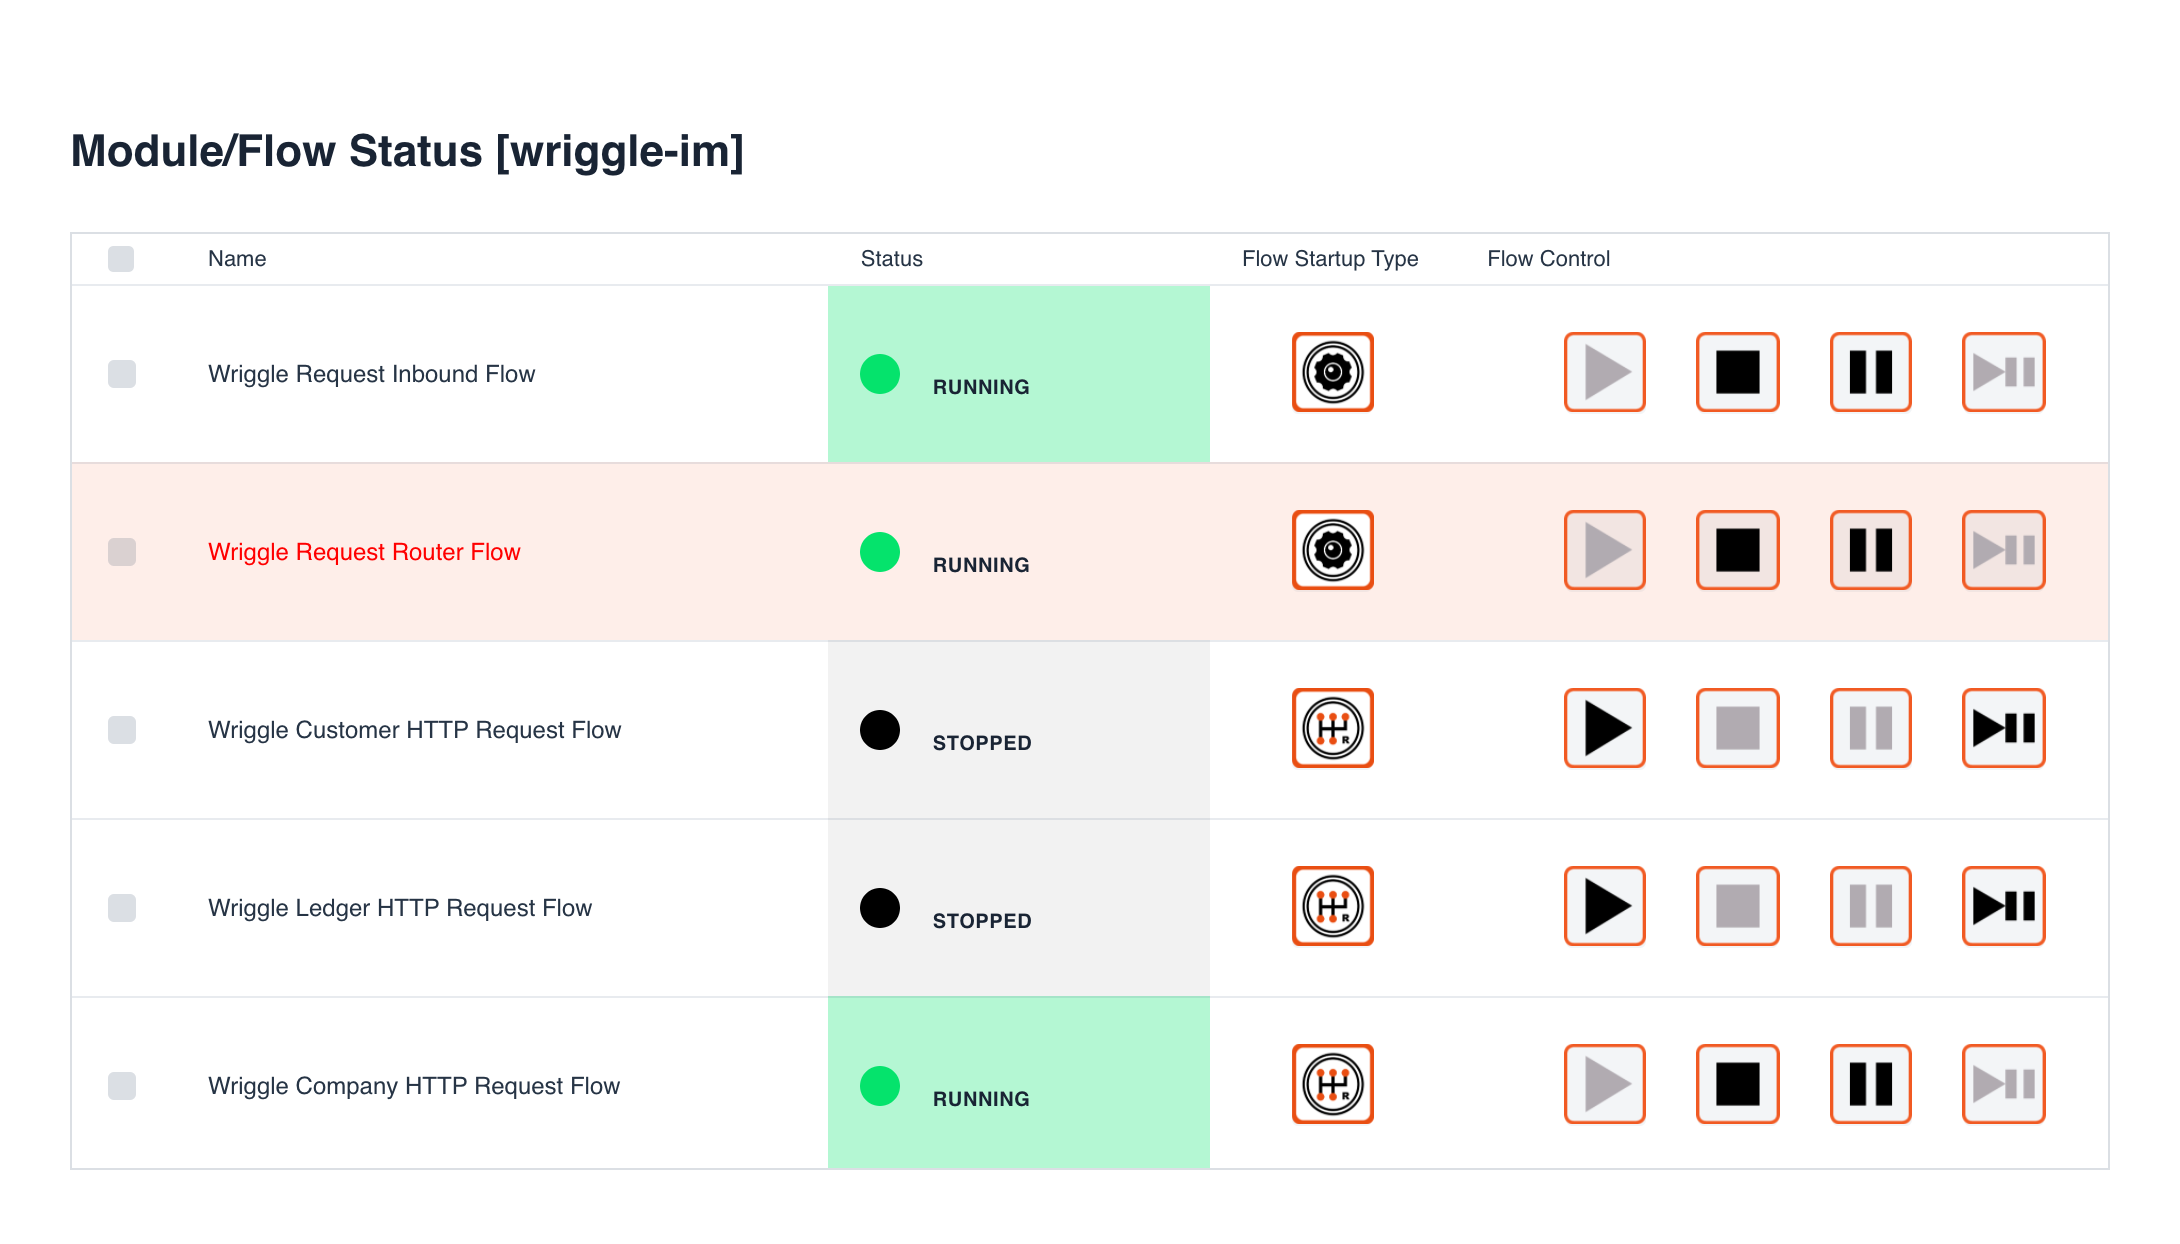 Module/Flow Status [wriggle-im]
Name Status Flow Startup Type Flow Control
Wriggle Request Inbound Flow RUNNING
Wriggle Request Router Flow RUNNING
Wriggle Customer HTTP Request Flow STOPPED R
Wriggle Ledger HTTP Request Flow STOPPED R
Wriggle Company HTTP Request Flow RUNNING R